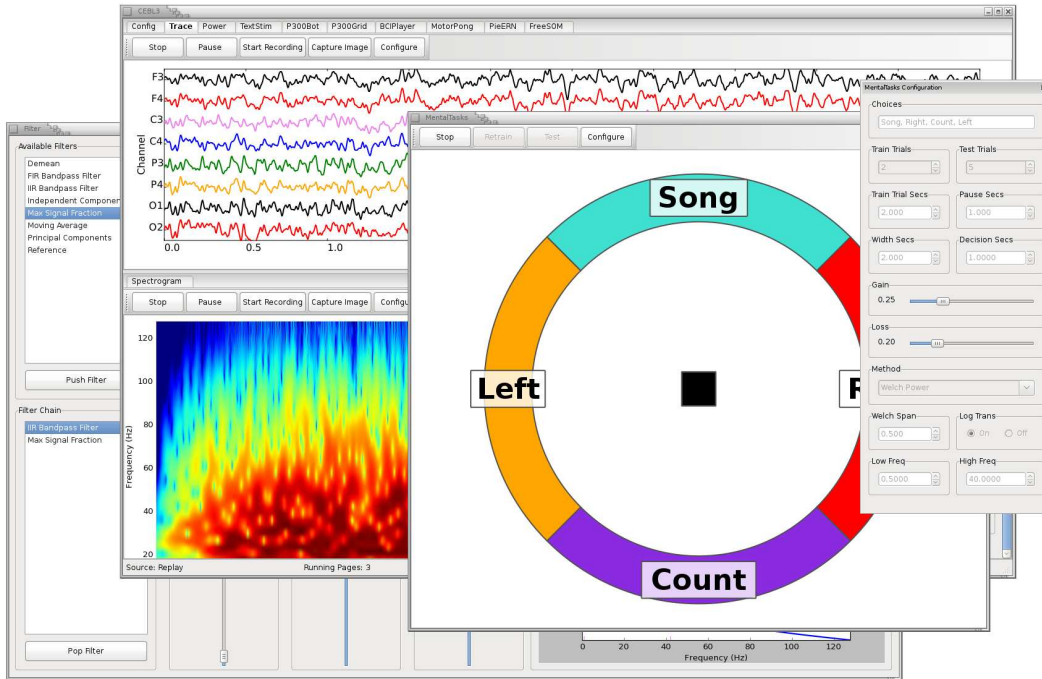 CEBL3
Config Trace Power TextStim P300Bot P300Grid BCIPlayer MotorPong PieERN FreeSOM
Stop Pause Start Recording Capture Image Configure
Channel
F3
F4
C3
C4
P3
P4
O1
O2
0.0 0.5 1.0
Spectrogram
Stop Pause Start Recording Capture Image Configu
Frequency (Hz)
120
100
80
60
40
20
Source: Replay Running Pages: 3
Filter
Available Filters
Demean
FIR Bandpass Filter
IIR Bandpass Filter
Independent Componen
Max Signal Fraction
Moving Average
Principal Components
Reference
Push Filter
Filter Chain
IIR Bandpass Filter
Max Signal Fraction
Pop Filter
0 20 40 60 80 100 120
Frequency (Hz)
MentalTasks
Stop Retrain Test Configure
Song
Left
R
Count
MentalTasks Configuration
Choices
Song, Right, Count, Left
Train Trials Test Trials
2 5
Train Trial Secs Pause Secs
2.000 1.000
Width Secs Decision Secs
2.000 1.0000
Gain
0.25
Loss
0.20
Method
Welch Power
Welch Span Log Trans
0.500 On Off
Low Freq High Freq
0.5000 40.0000